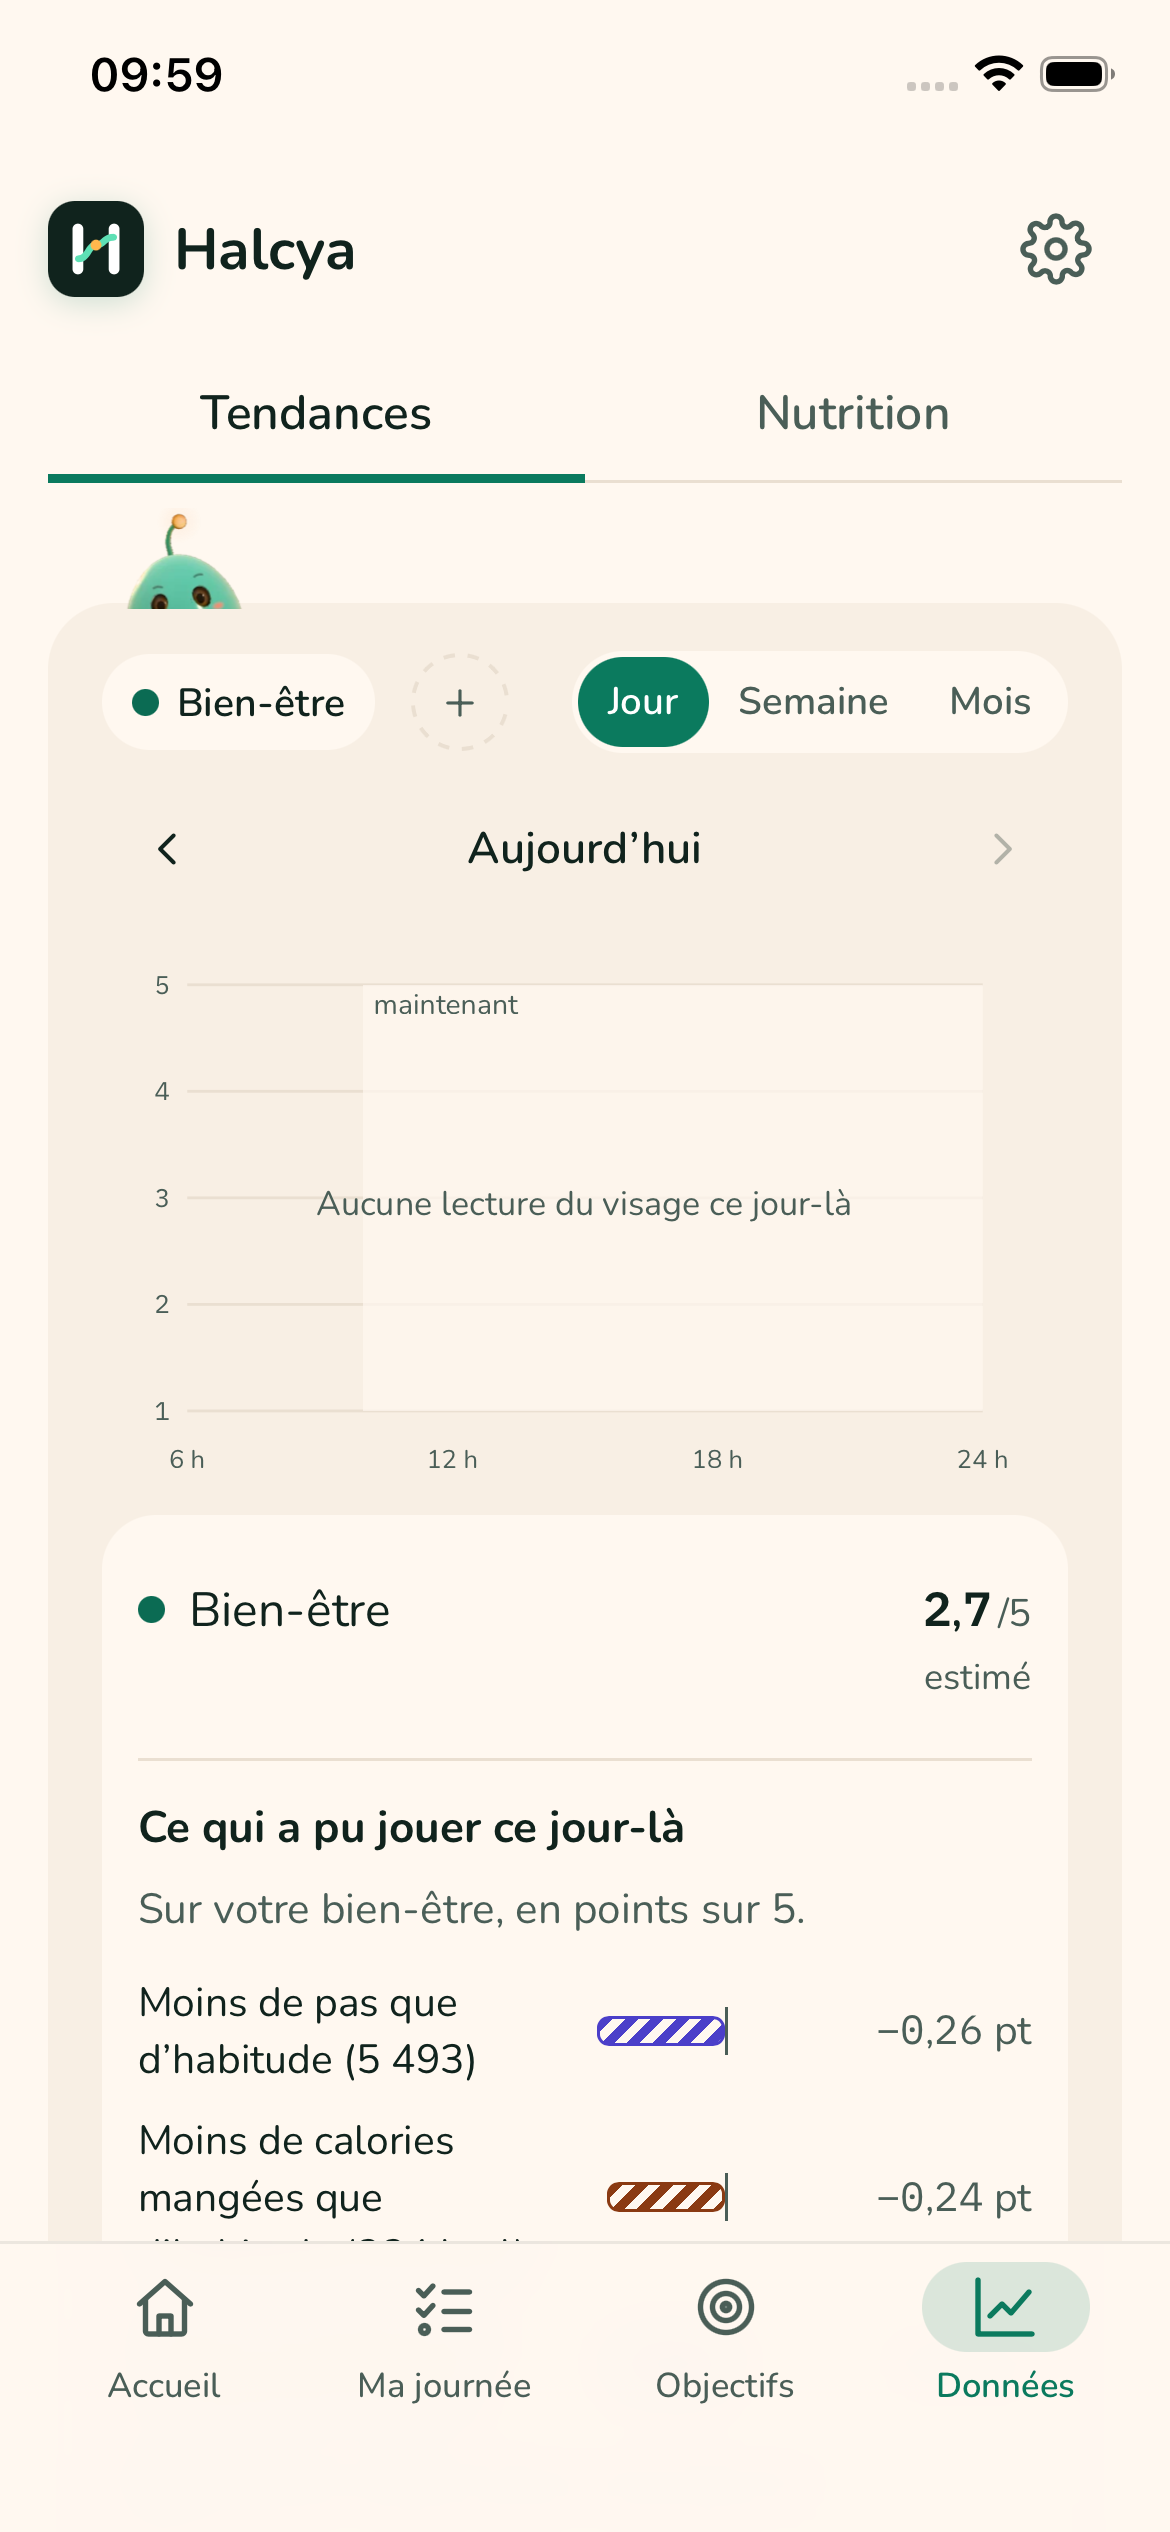 09:59
Halcya
Tendances
Nutrition
Bien-être
+
Jour
Semaine
Mois
Aujourd’hui
5
maintenant
4
3
Aucune lecture du visage ce jour-là
2
1
6 h
12 h
18 h
24 h
Bien-être
2,7 /5
estimé
Ce qui a pu jouer ce jour-là
Sur votre bien-être, en points sur 5.
Moins de pas que
d’habitude (5 493)
−0,26 pt
Moins de calories
mangées que
−0,24 pt
Accueil
Ma journée
Objectifs
Données